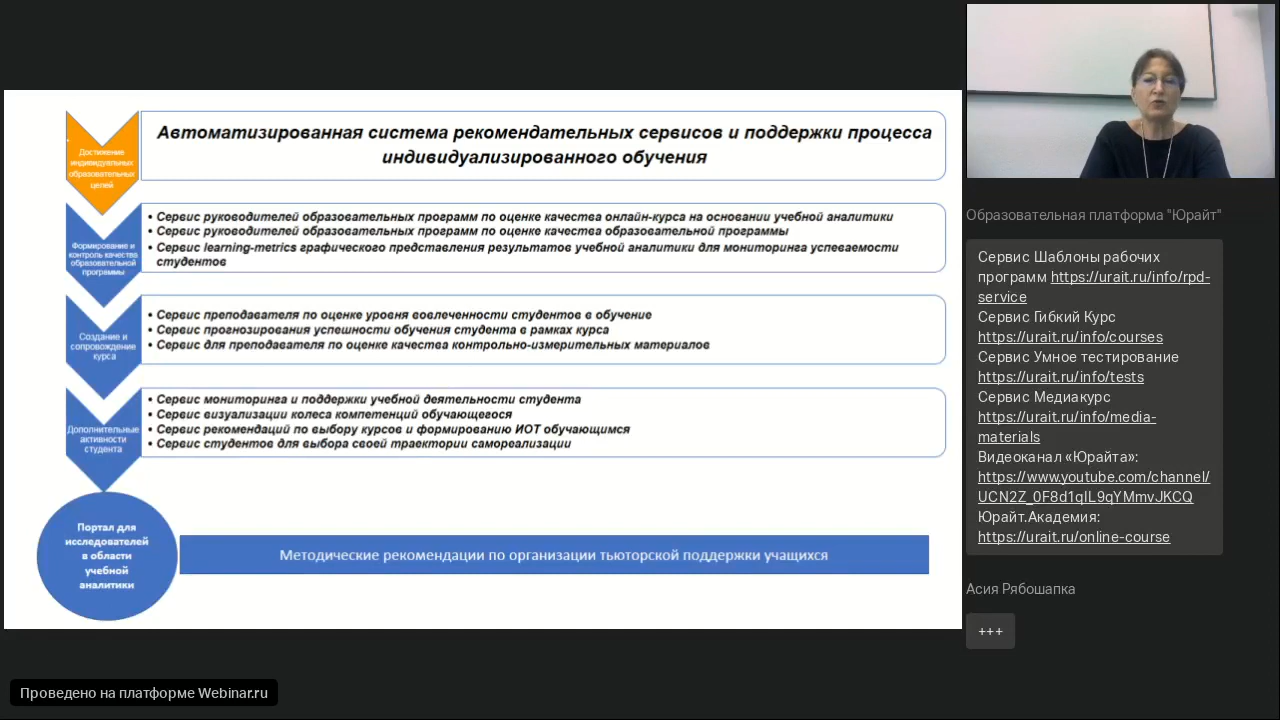 Достижение
индивидуальных
образовательных
целей
Автоматизированная система рекомендательных сервисов и поддержки процесса
индивидуализированного обучения
Формирование и
контроль качества
образовательной
программы
• Сервис руководителей образовательных программ по оценке качества онлайн-курса на основании учебной аналитики
• Сервис руководителей образовательных программ по оценке качества образовательной программы
• Сервис learning-metrics графического представления результатов учебной аналитики для мониторинга успеваемости
студентов
Создание и
сопровождение
курса
• Сервис преподавателя по оценке уровня вовлеченности студентов в обучение
• Сервис прогнозирования успешности обучения студента в рамках курса
• Сервис для преподавателя по оценке качества контрольно-измерительных материалов
Дополнительные
активности
студента
• Сервис мониторинга и поддержки учебной деятельности студента
• Сервис визуализации колеса компетенций обучающегося
• Сервис рекомендаций по выбору курсов и формированию ИОТ обучающимся
• Сервис студентов для выбора своей траектории самореализации
Портал для
исследователей
в области
учебной
аналитики
Методические рекомендации по организации тьюторской поддержки учащихся
Образовательная платформа "Юрайт"
Сервис Шаблоны рабочих
программ https://urait.ru/info/rpd-
service
Сервис Гибкий Курс
https://urait.ru/info/courses
Сервис Умное тестирование
https://urait.ru/info/tests
Сервис Медиакурс
https://urait.ru/info/media-
materials
Видеоканал «Юрайта»:
https://www.youtube.com/channel/
UCN2Z_0F8d1qIL9qYMmvJKCQ
Юрайт.Академия:
https://urait.ru/online-course
Асия Рябошапка
+++
Проведено на платформе Webinar.ru